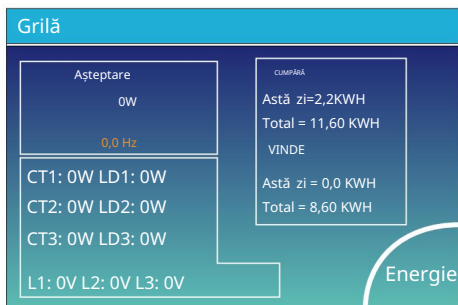 Grilă
Așteptare
0W
0,0 Hz
CT1: 0W LD1: 0W
CT2: 0W LD2: 0W
CT3: 0W LD3: 0W
L1: 0V L2: 0V L3: 0V
CUMPĂRĂ
Astă zi=2,2KWH
Total = 11,60 KWH
VINDE
Astă zi = 0,0 KWH
Total = 8,60 KWH
Energie